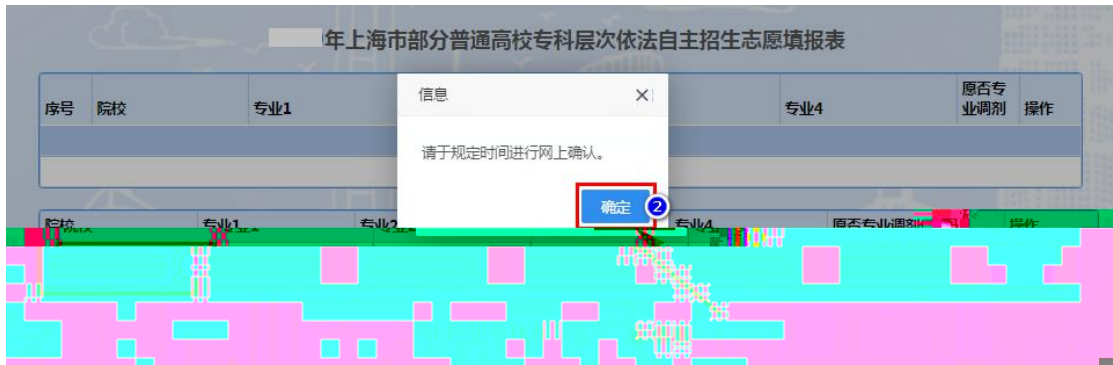 年上海市部分普通高校专科层次依法自主招生志愿填报表
序号 院校 专业1 专业4 愿否专业调剂 操作
信息
请于规定时间进行网上确认。
确定 2
院校 专业1 专业2 专业4 愿否专业调剂 操作